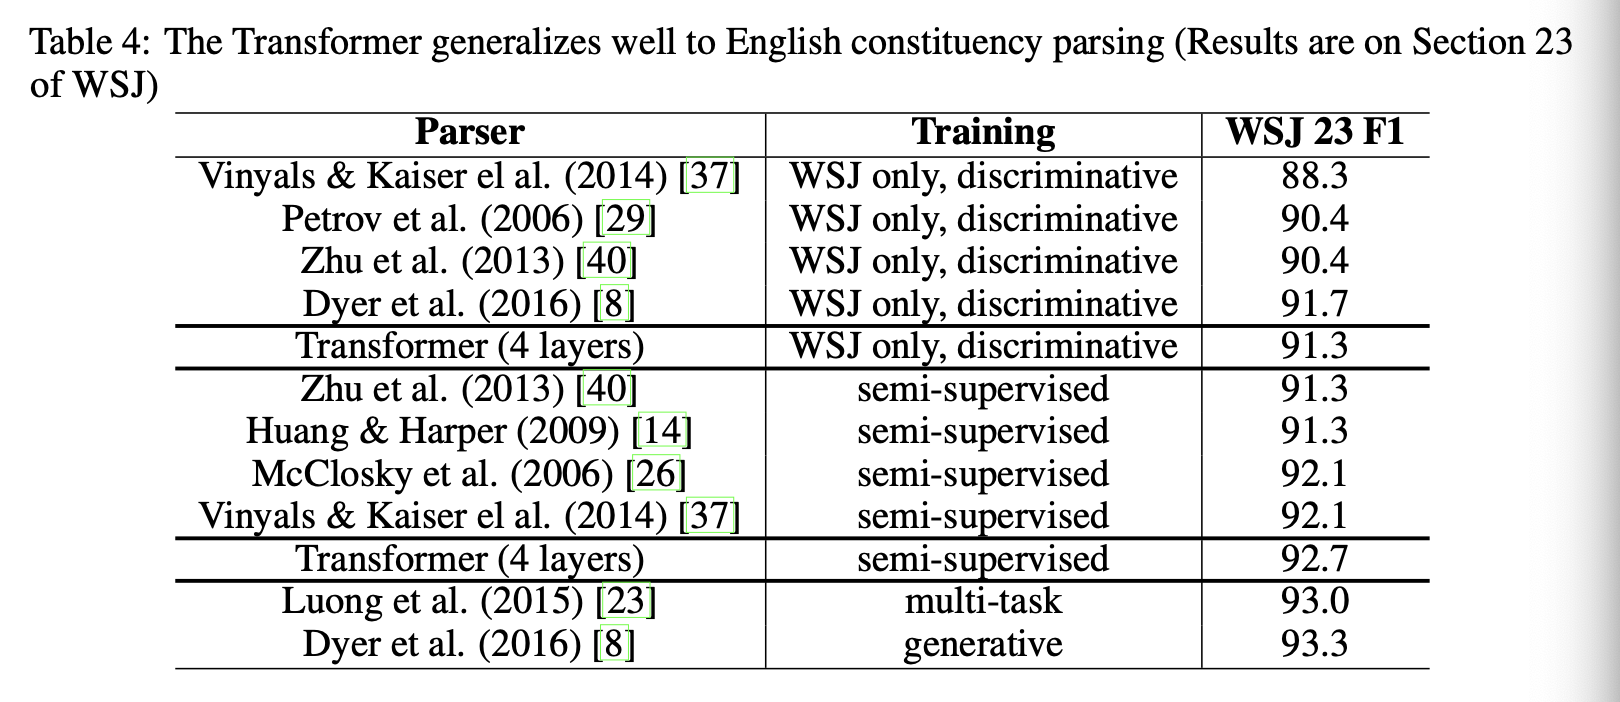 Table 4: The Transformer generalizes well to English constituency parsing (Results are on Section 23
of WSJ)
Parser Training WSJ 23 F1
Vinyals & Kaiser el al. (2014) [37] WSJ only, discriminative 88.3
Petrov et al. (2006) [29] WSJ only, discriminative 90.4
Zhu et al. (2013) [40] WSJ only, discriminative 90.4
Dyer et al. (2016) [8] WSJ only, discriminative 91.7
Transformer (4 layers) WSJ only, discriminative 91.3
Zhu et al. (2013) [40] semi-supervised 91.3
Huang & Harper (2009) [14] semi-supervised 91.3
McClosky et al. (2006) [26] semi-supervised 92.1
Vinyals & Kaiser el al. (2014) [37] semi-supervised 92.1
Transformer (4 layers) semi-supervised 92.7
Luong et al. (2015) [23] multi-task 93.0
Dyer et al. (2016) [8] generative 93.3